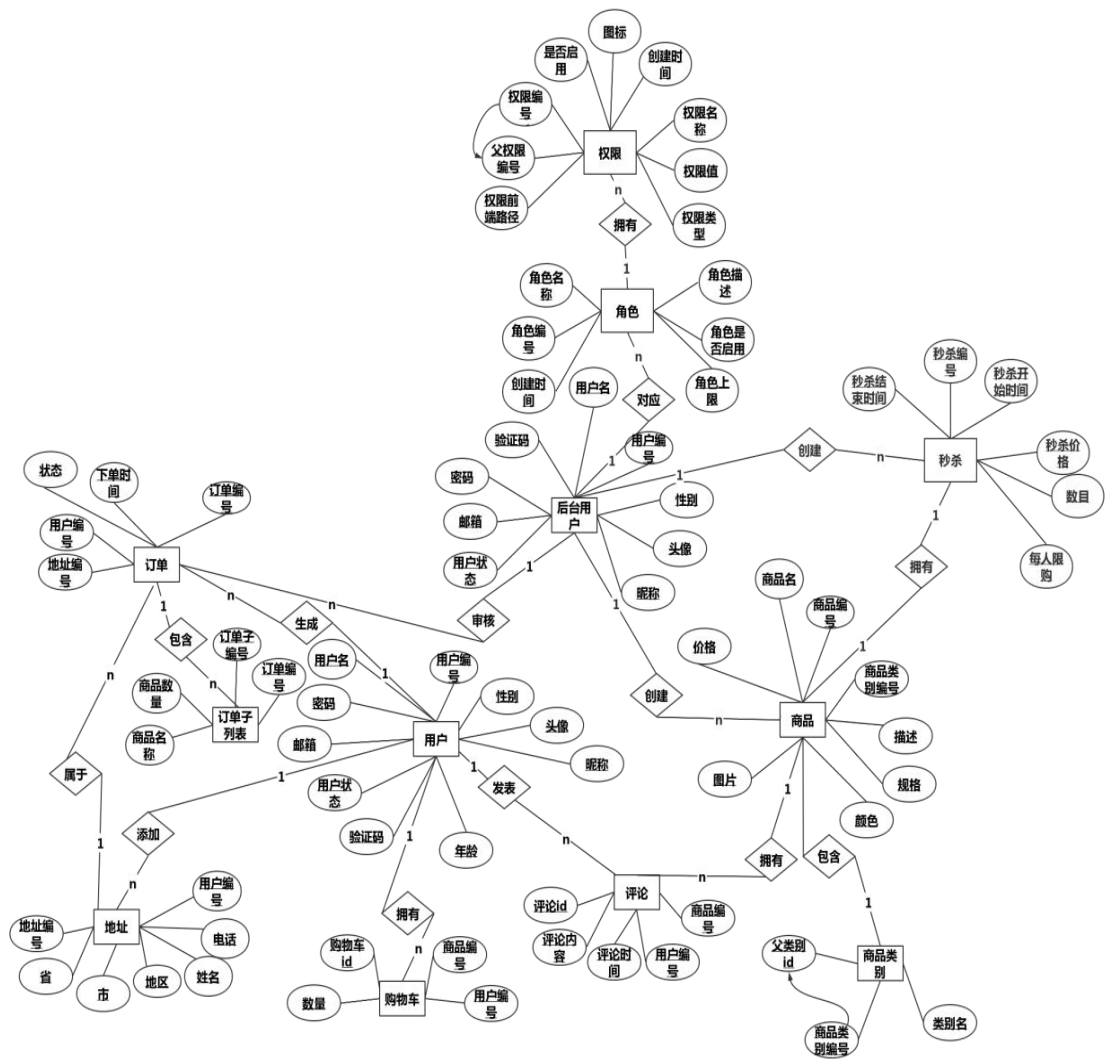 图标
是否启
用
创建时
间
权限编
号
权限名
称
父权限
编号
权限
权限值
权限前
端路径
n
权限类
型
拥有
1
角色名
称
角色描
述
角色
角色编
号
角色是
否启用
创建时
间
n
角色上
限
用户名
对应
秒杀编
号
秒杀结
束时间
秒杀开
始时间
验证码
用户编
号
1
创建
n
秒杀
秒杀价
格
密码
1
性别
数目
邮箱
后台用
户
头像
用户状
态
昵称
1
1
审核
1
拥有
每人限
购
状态
下单时
间
订单编
号
用户编
号
地址编
号
订单
n
n
1
包含
生成
n
订单子
编号
订单编
号
n
商品数
量
商品名
称
订单子
列表
属于
1
用户名
用户编
号
1
密码
性别
邮箱
用户
头像
昵称
用户状
态
1
1
发表
验证码
1
年龄
n
添加
1
n
商品名
商品编
号
价格
1
商品类
别编号
创建
n
商品
描述
图片
规格
1
颜色
拥有
包含
n
1
地址编
号
地址
用户编
号
电话
省
市
地区
姓名
拥有
n
购物车
id
商品编
号
数量
购物车
用户编
号
评论id
评论
商品编
号
评论内
容
评论时
间
用户编
号
父类别
id
商品类
别
商品类
别编号
类别名